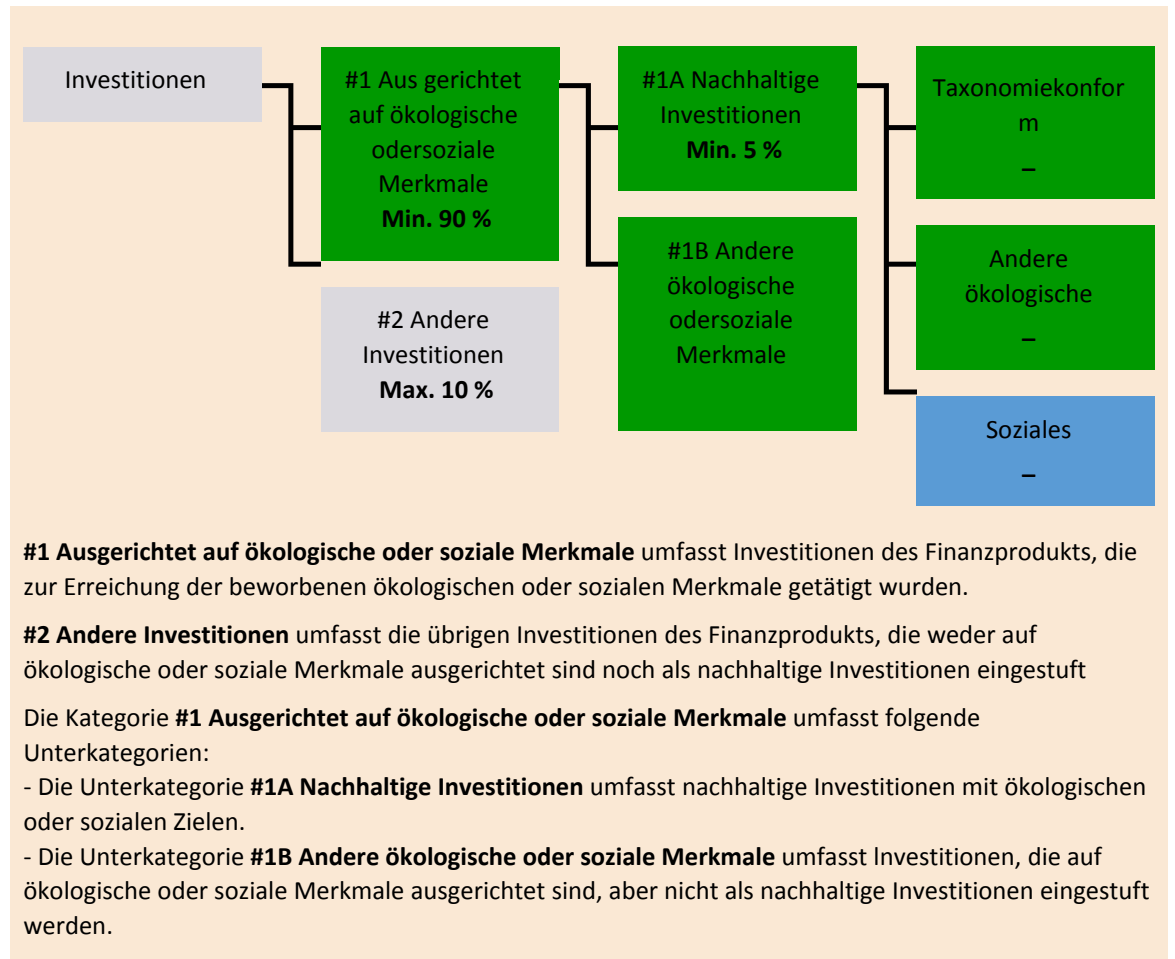 Investitionen
#1 Aus gerichtet
auf ökologische
odersoziale
Merkmale
Min. 90 %
#2 Andere
Investitionen
Max. 10 %
#1A Nachhaltige
Investitionen
Min. 5 %
#1B Andere
ökologische
odersoziale
Merkmale
Taxonomiekonfor
m
–
Andere
ökologische
–
Soziales
–
#1 Ausgerichtet auf ökologische oder soziale Merkmale umfasst Investitionen des Finanzprodukts, die
zur Erreichung der beworbenen ökologischen oder sozialen Merkmale getätigt wurden.
#2 Andere Investitionen umfasst die übrigen Investitionen des Finanzprodukts, die weder auf
ökologische oder soziale Merkmale ausgerichtet sind noch als nachhaltige Investitionen eingestuft
Die Kategorie #1 Ausgerichtet auf ökologische oder soziale Merkmale umfasst folgende
Unterkategorien:
- Die Unterkategorie #1A Nachhaltige Investitionen umfasst nachhaltige Investitionen mit ökologischen
oder sozialen Zielen.
- Die Unterkategorie #1B Andere ökologische oder soziale Merkmale umfasst lnvestitionen, die auf
ökologische oder soziale Merkmale ausgerichtet sind, aber nicht als nachhaltige Investitionen eingestuft
werden.